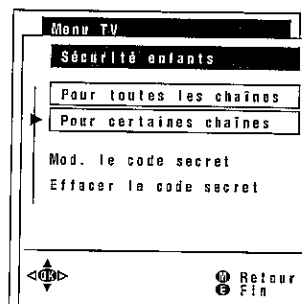 Menu TV
Sécurité enfants
Pour toutes les chaînes
Pour certaines chaînes
Mod. le code secret
Effacer le code secret
OK
M Retour
E Fin